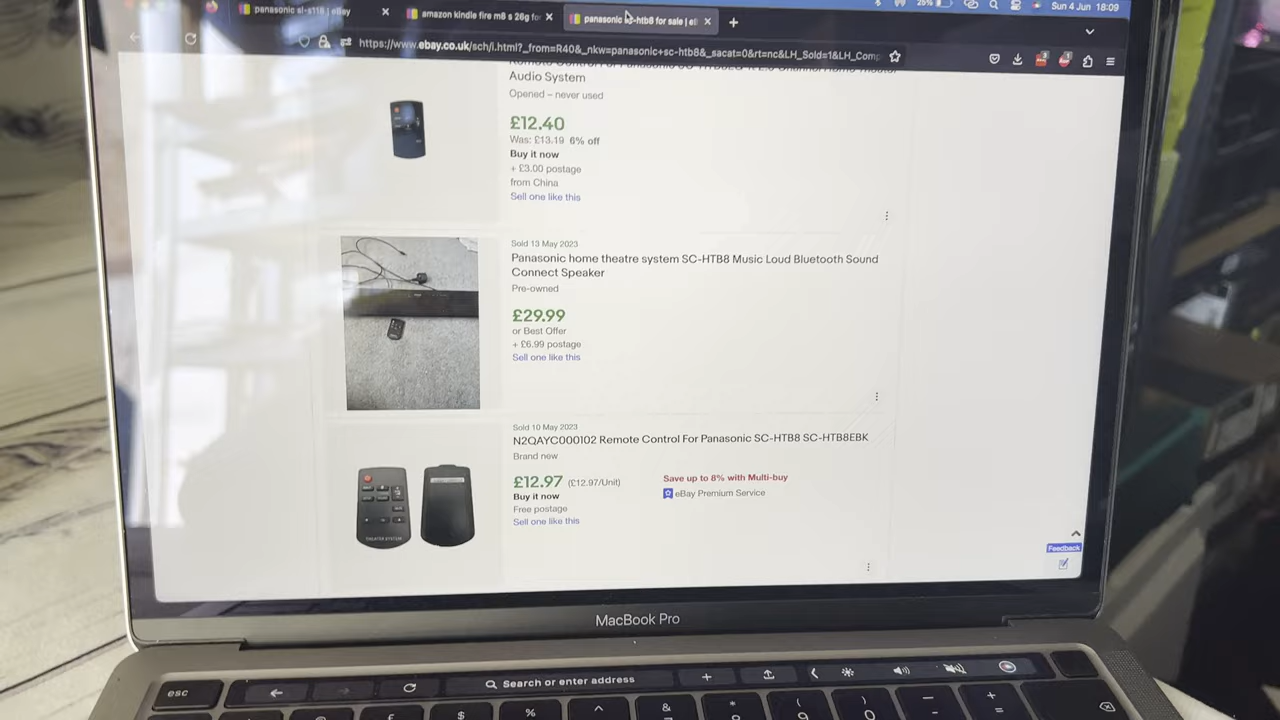 25%
Sun 4 Jun 18:09
panasonic sl-s118 | eBay
amazon kindle fire m8 s 26g fo
panasonic sc-htb8 for sale | eB
https://www.ebay.co.uk/sch/i.html?_from=R40&_nkw=panasonic+sc-htb8&_sacat=0&rt=nc&LH_Sold=1&LH_Comp
Audio System
Opened – never used
£12.40
Was: £13.19 6% off
Buy it now
+ £3.00 postage
from China
Sell one like this
Sold 13 May 2023
Panasonic home theatre system SC-HTB8 Music Loud Bluetooth Sound
Connect Speaker
Pre-owned
£29.99
or Best Offer
+ £6.99 postage
Sell one like this
Sold 10 May 2023
N2QAYC000102 Remote Control For Panasonic SC-HTB8 SC-HTB8EBK
Brand new
£12.97 (£12.97/Unit)
Save up to 8% with Multi-buy
Buy it now
eBay Premium Service
Free postage
Sell one like this
Feedback
MacBook Pro
esc
Search or enter address